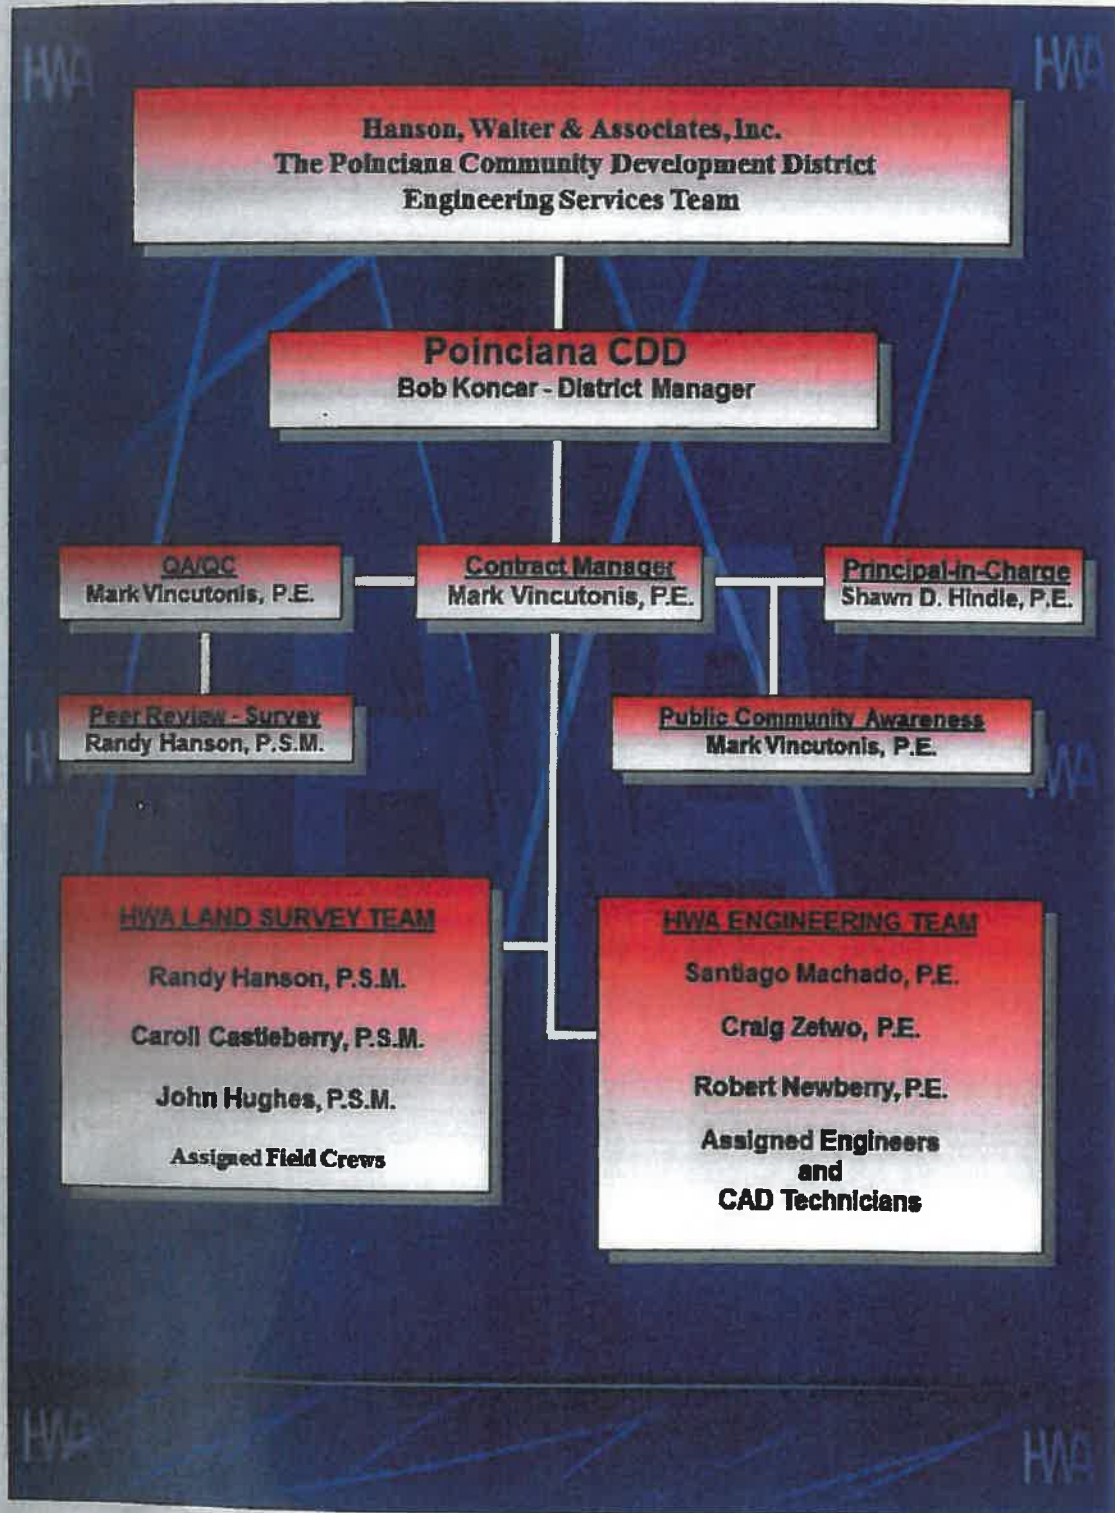 HWA HWA
Hanson, Walter & Associates, Inc.
The Poinciana Community Development District
Engineering Services Team
Poinciana CDD
Bob Koncar - District Manager
QA/QC
Mark Vincutonis, P.E.
Contract Manager
Mark Vincutonis, P.E.
Principal-in-Charge
Shawn D. Hindle, P.E.
Peer Review - Survey
Randy Hanson, P.S.M.
Public Community Awareness
Mark Vincutonis, P.E.
HWA
HWA LAND SURVEY TEAM
Randy Hanson, P.S.M.
Caroll Castleberry, P.S.M.
John Hughes, P.S.M.
Assigned Field Crews
HWA ENGINEERING TEAM
Santiago Machado, P.E.
Craig Zetwo, P.E.
Robert Newberry, P.E.
Assigned Engineers
and
CAD Technicians
HWA HWA